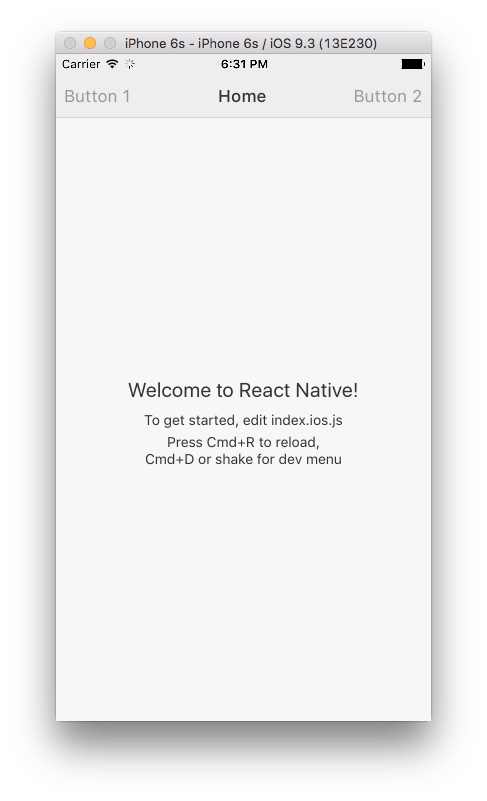 iPhone 6s - iPhone 6s / iOS 9.3 (13E230)
Carrier 6:31 PM
Button 1 Home Button 2
Welcome to React Native!
To get started, edit index.ios.js
Press Cmd+R to reload,
Cmd+D or shake for dev menu